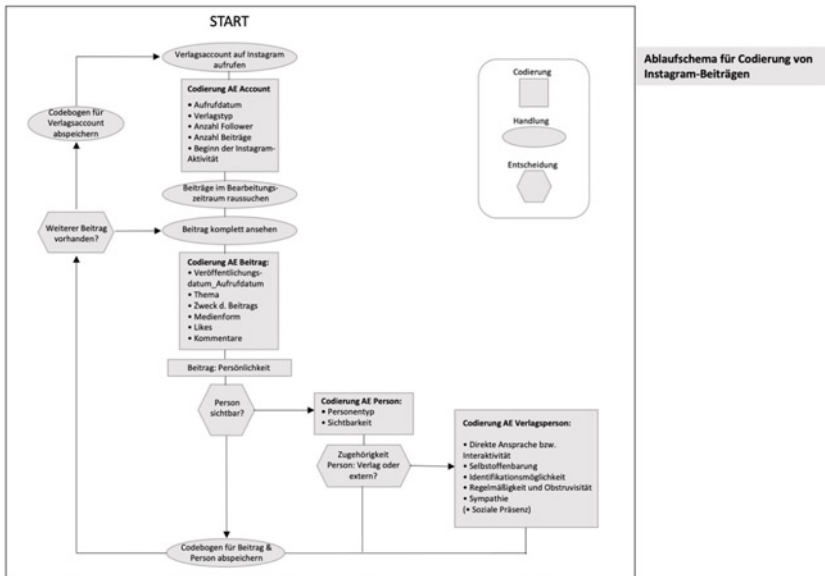 START
Verlagsaccount auf Instagram
aufrufen
Codierung AE Account
• Aufrufdatum
• Verlagstyp
• Anzahl Follower
• Anzahl Beiträge
• Beginn der Instagram-
Aktivität
Codebogen für
Verlagsaccount
abspeichern
Beiträge im Bearbeitungs-
zeitraum raussuchen
Weiterer Beitrag
vorhanden?
Beitrag komplett ansehen
Codierung AE Beitrag:
• Veröffentlichungs-
datum_Aufrufdatum
• Thema
• Zweck d. Beitrags
• Medienform
• Likes
• Kommentare
Beitrag: Persönlichkeit
Person
sichtbar?
Codierung AE Person:
• Personentyp
• Sichtbarkeit
Zugehörigkeit
Person: Verlag oder
extern?
Codierung AE Verlagsperson:
• Direkte Ansprache bzw.
Interaktivität
• Selbstoffenbarung
• Identifikationsmöglichkeit
• Regelmäßigkeit und Obstruvisität
• Sympathie
(• Soziale Präsenz)
Codebogen für Beitrag &
Person abspeichern
Codierung
Handlung
Entscheidung
Ablaufschema für Codierung von
Instagram-Beiträgen